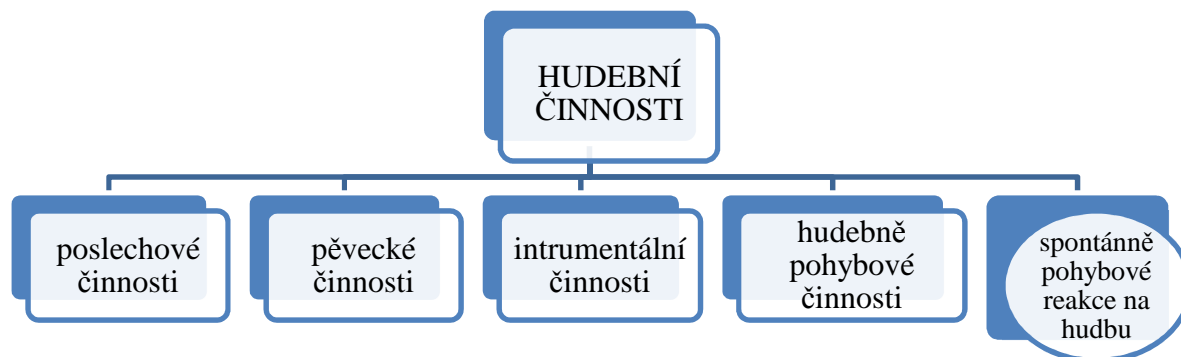 HUDEBNÍ
ČINNOSTI
poslechové
činnosti
pěvecké
činnosti
intrumentální
činnosti
hudebně
pohybové
činnosti
spontánně
pohybové
reakce na
hudbu